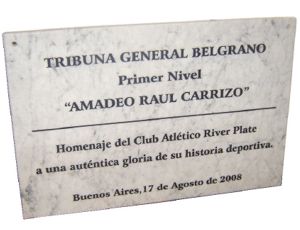 TRIBUNA GENERAL BELGRANO
Primer Nivel
“AMADEO RAUL CARRIZO”
Homenaje del Club Atlético River Plate
a una auténtica gloria de su historia deportiva.
Buenos Aires,17 de Agosto de 2008